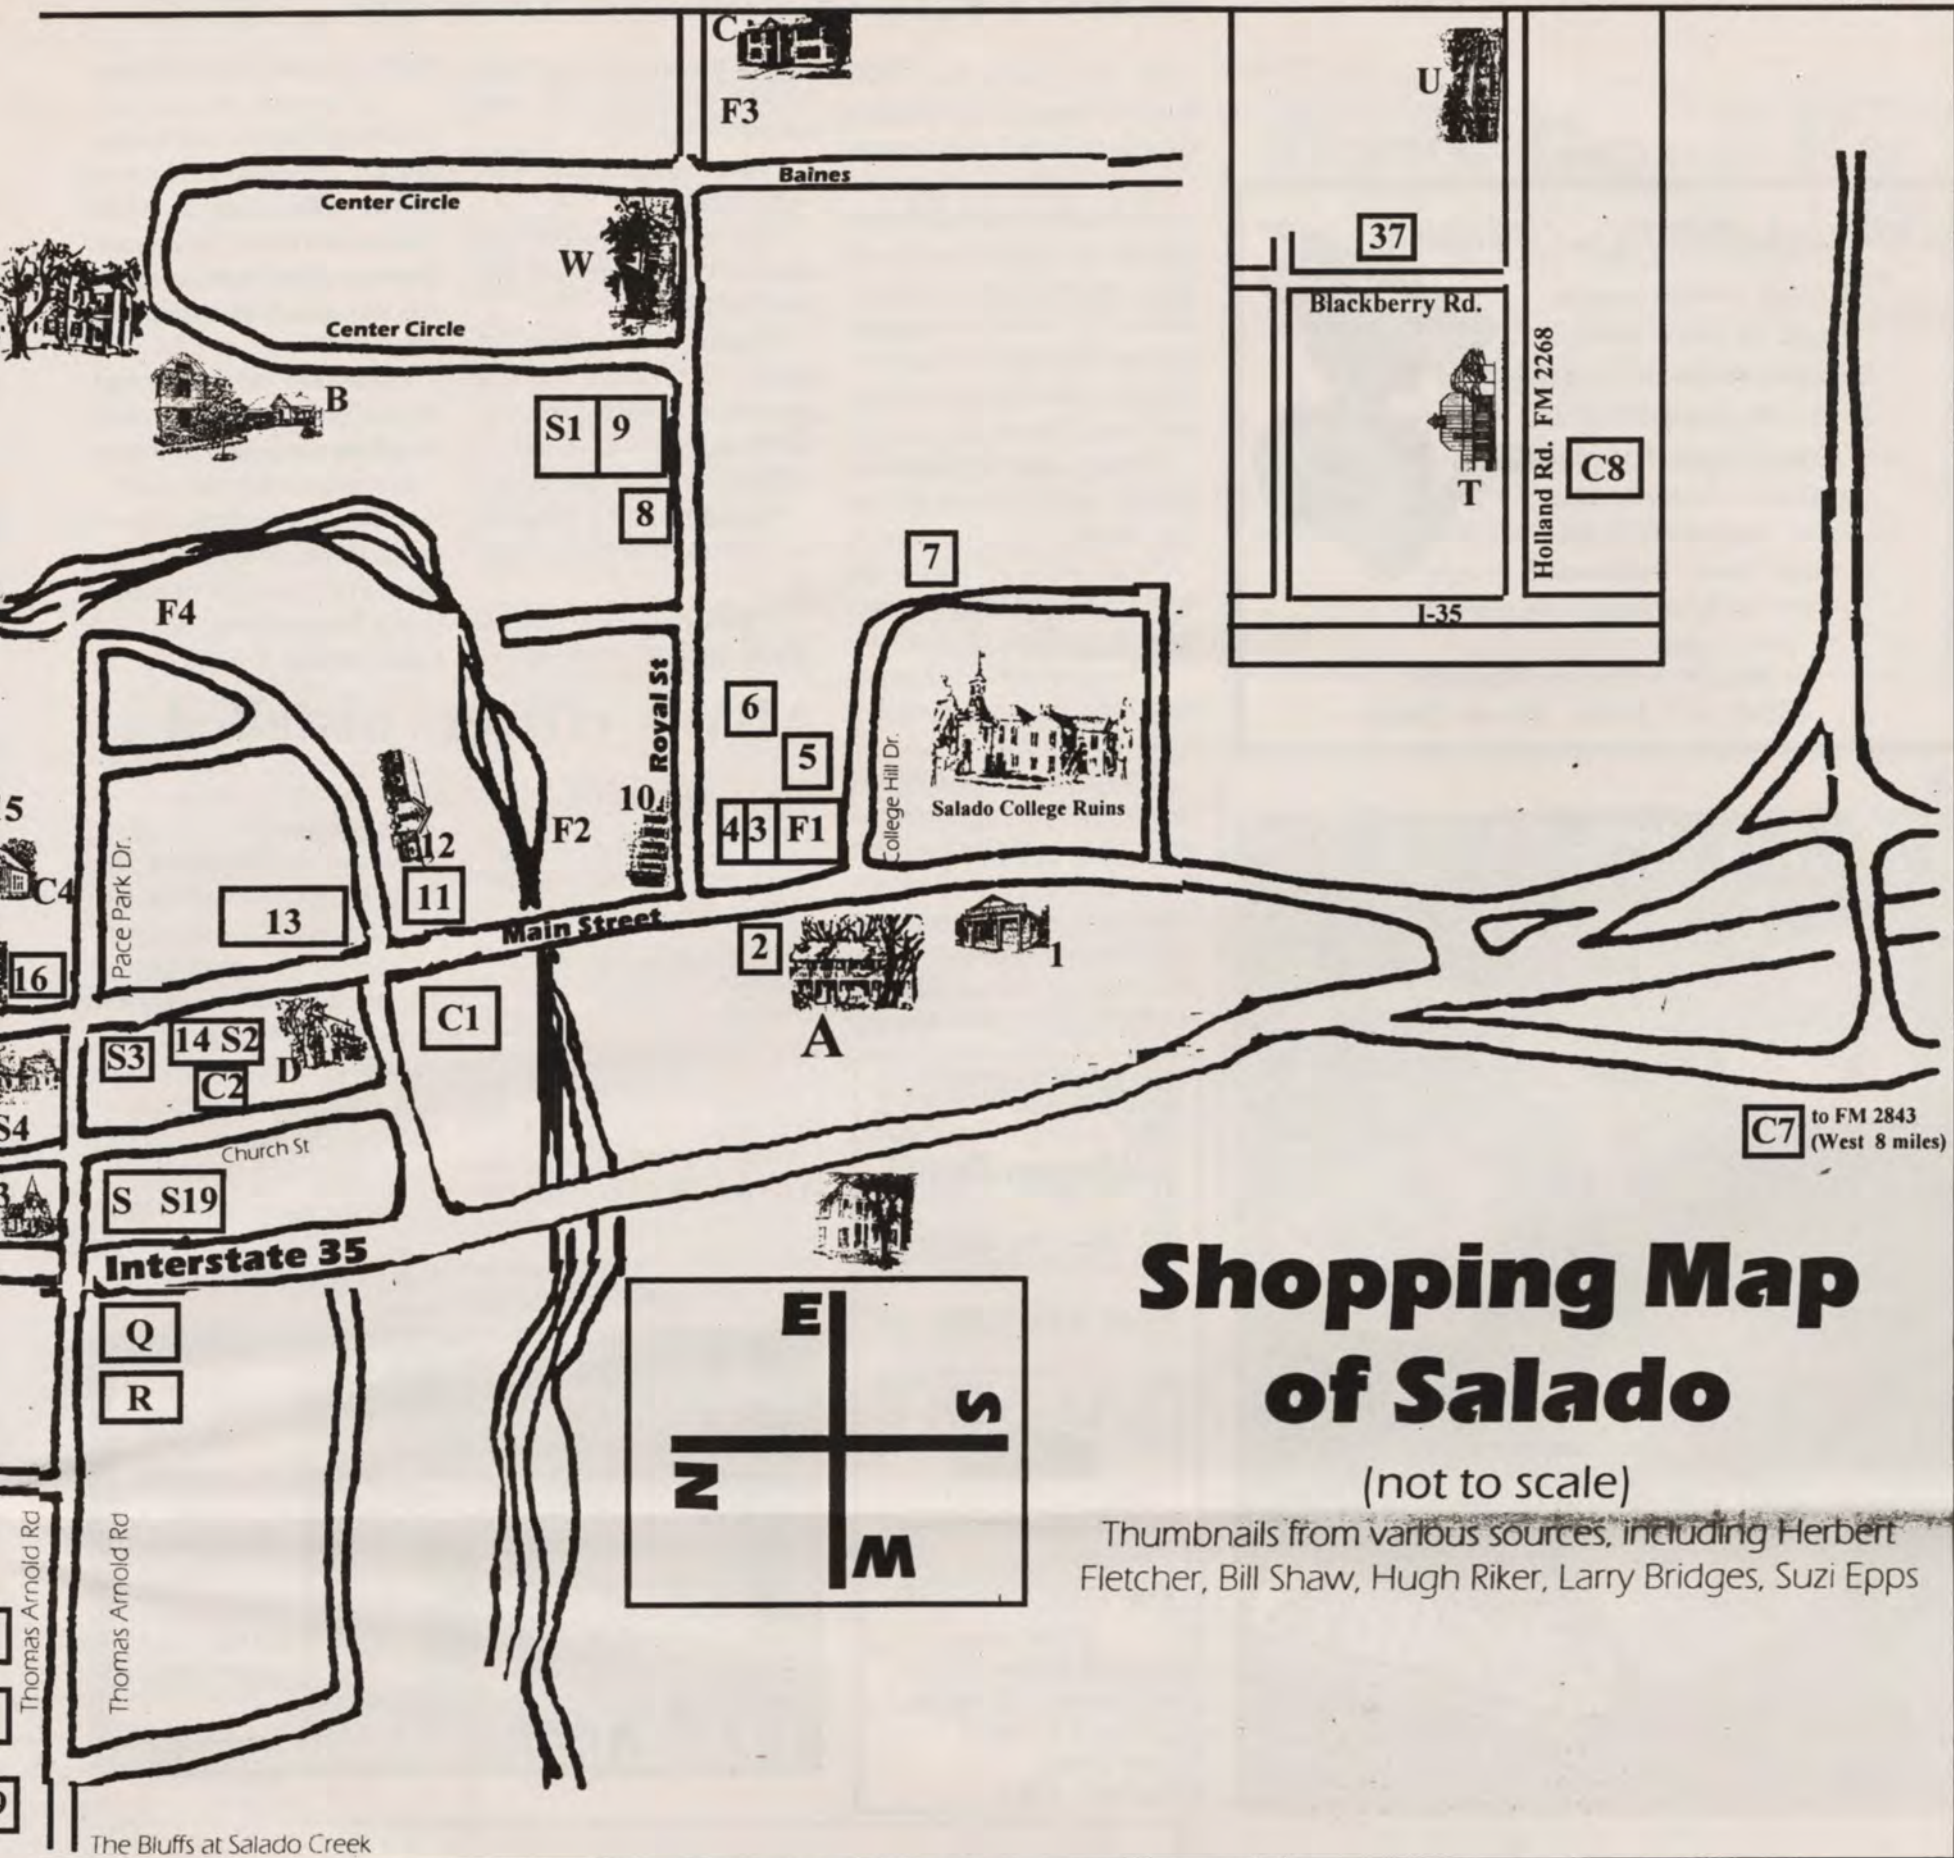 C
F3
U
Baines
Center Circle
W
37
Blackberry Rd.
Center Circle
B
S1 9
8
T
Holland Rd. FM 2268
C8
7
F4
I-35
Royal St
6
5
College Hill Dr.
Salado College Ruins
10
4 3 F1
F2
12
11
5
C4
Pace Park Dr.
13
16
Main Street
2
1
A
C1
14 S2
S3
C2
D
S4
Church St
S S19
C7
to FM 2843
(West 8 miles)
Interstate 35
Q
R
E
S
N
W
Shopping Map
of Salado
(not to scale)
Thumbnails from various sources, including Herbert
Fletcher, Bill Shaw, Hugh Riker, Larry Bridges, Suzi Epps
Thomas Arnold Rd
Thomas Arnold Rd
The Bluffs at Salado Creek